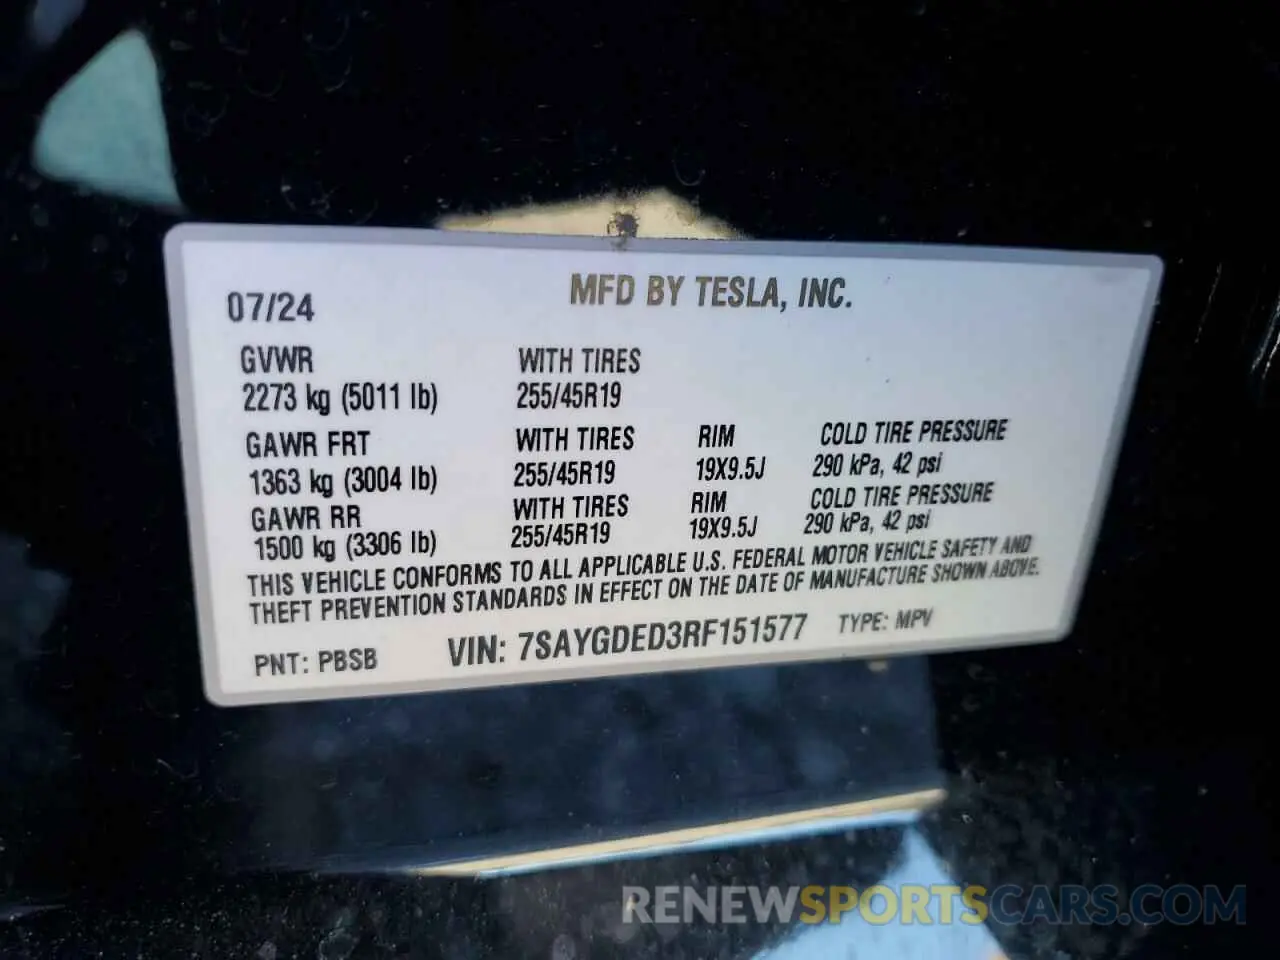 07/24 MFD BY TESLA, INC.
GVWR WITH TIRES
2273 kg (5011 lb) 255/45R19
GAWR FRT WITH TIRES RIM COLD TIRE PRESSURE
1363 kg (3004 lb) 255/45R19 19X9.5J 290 kPa, 42 psi
GAWR RR WITH TIRES RIM COLD TIRE PRESSURE
1500 kg (3306 lb) 255/45R19 19X9.5J 290 kPa, 42 psi
THIS VEHICLE CONFORMS TO ALL APPLICABLE U.S. FEDERAL MOTOR VEHICLE SAFETY AND
THEFT PREVENTION STANDARDS IN EFFECT ON THE DATE OF MANUFACTURE SHOWN ABOVE.
PNT: PBSB VIN: 7SAYGDED3RF151577 TYPE: MPV
RENEWSPORTSCARS.COM